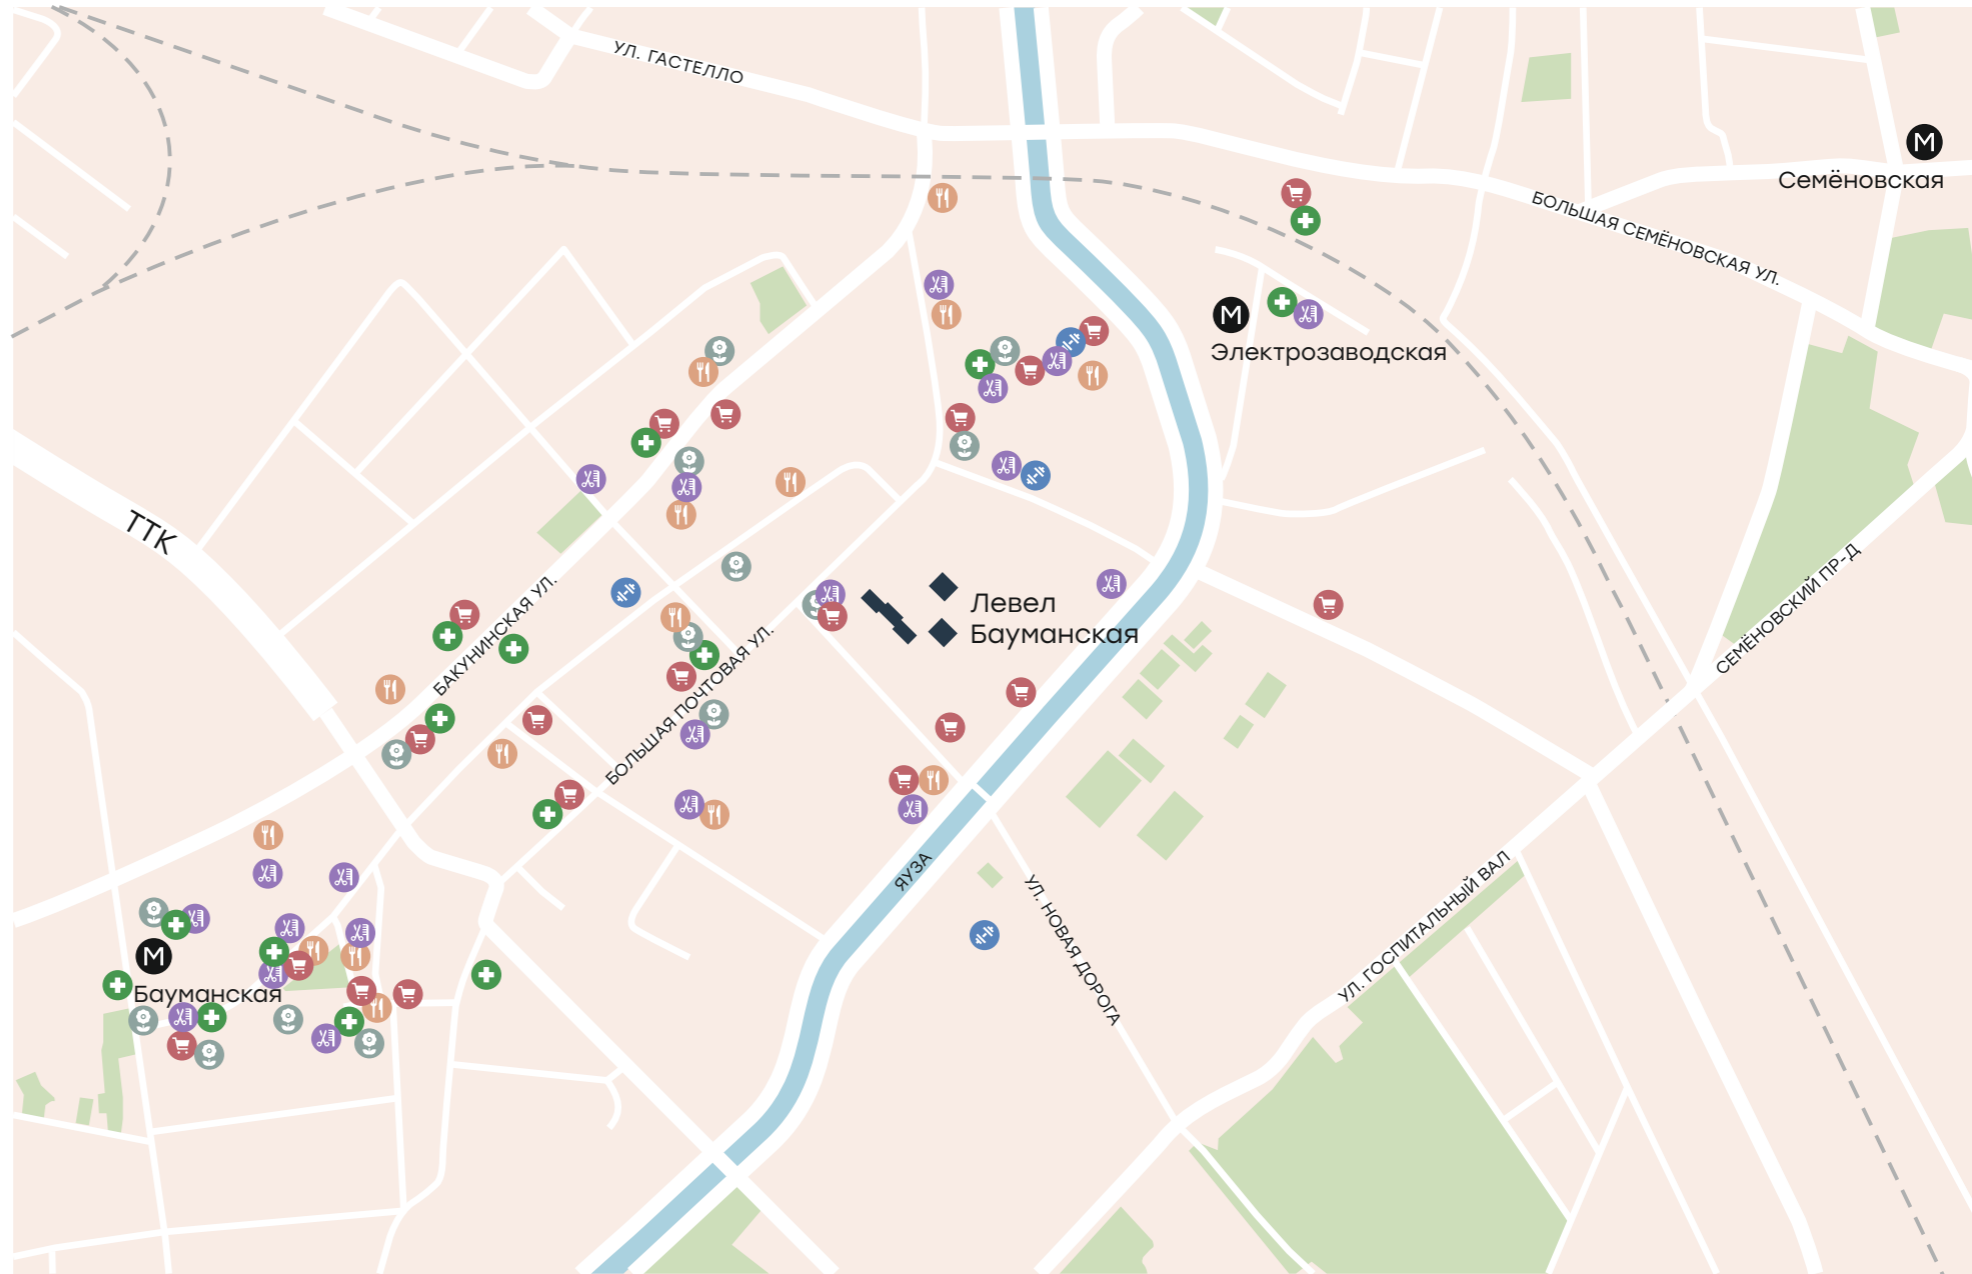 УЛ. ГАСТЕЛЛО
М
Семёновская
БОЛЬШАЯ СЕМЁНОВСКАЯ УЛ.
М
Электрозаводская
ТТК
БАКУНИНСКАЯ УЛ.
Левел
Бауманская
СЕМЁНОВСКИЙ ПР-Д
БОЛЬШАЯ ПОЧТОВАЯ УЛ.
ЯУЗА
УЛ. НОВАЯ ДОРОГА
УЛ. ГОСПИТАЛЬНЫЙ ВАЛ
М
Бауманская